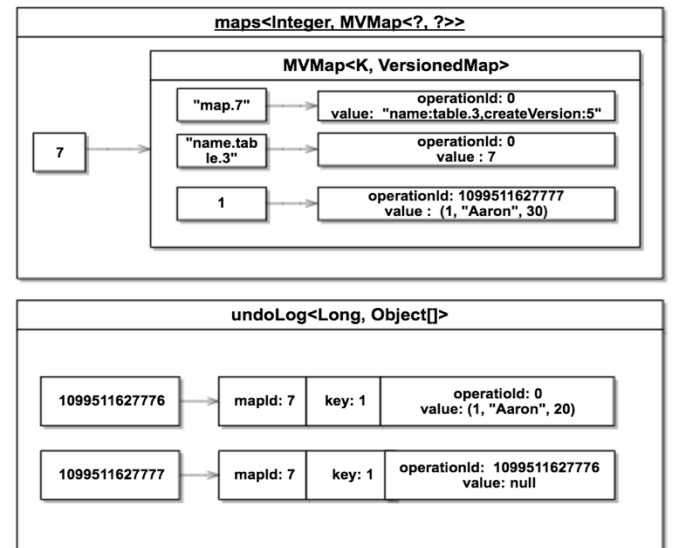 maps<Integer, MVMap<?, ?>>
MVMap<K, VersionedMap>
"map.7"
operationId: 0
value: "name:table.3,createVersion:5"
7
"name.tab
le.3"
operationId: 0
value : 7
1
operationId: 1099511627777
value : (1, "Aaron", 30)
undoLog<Long, Object[]>
1099511627776
mapId: 7
key: 1
operatioId: 0
value: (1, "Aaron", 20)
1099511627777
mapId: 7
key: 1
operationId: 1099511627776
value: null